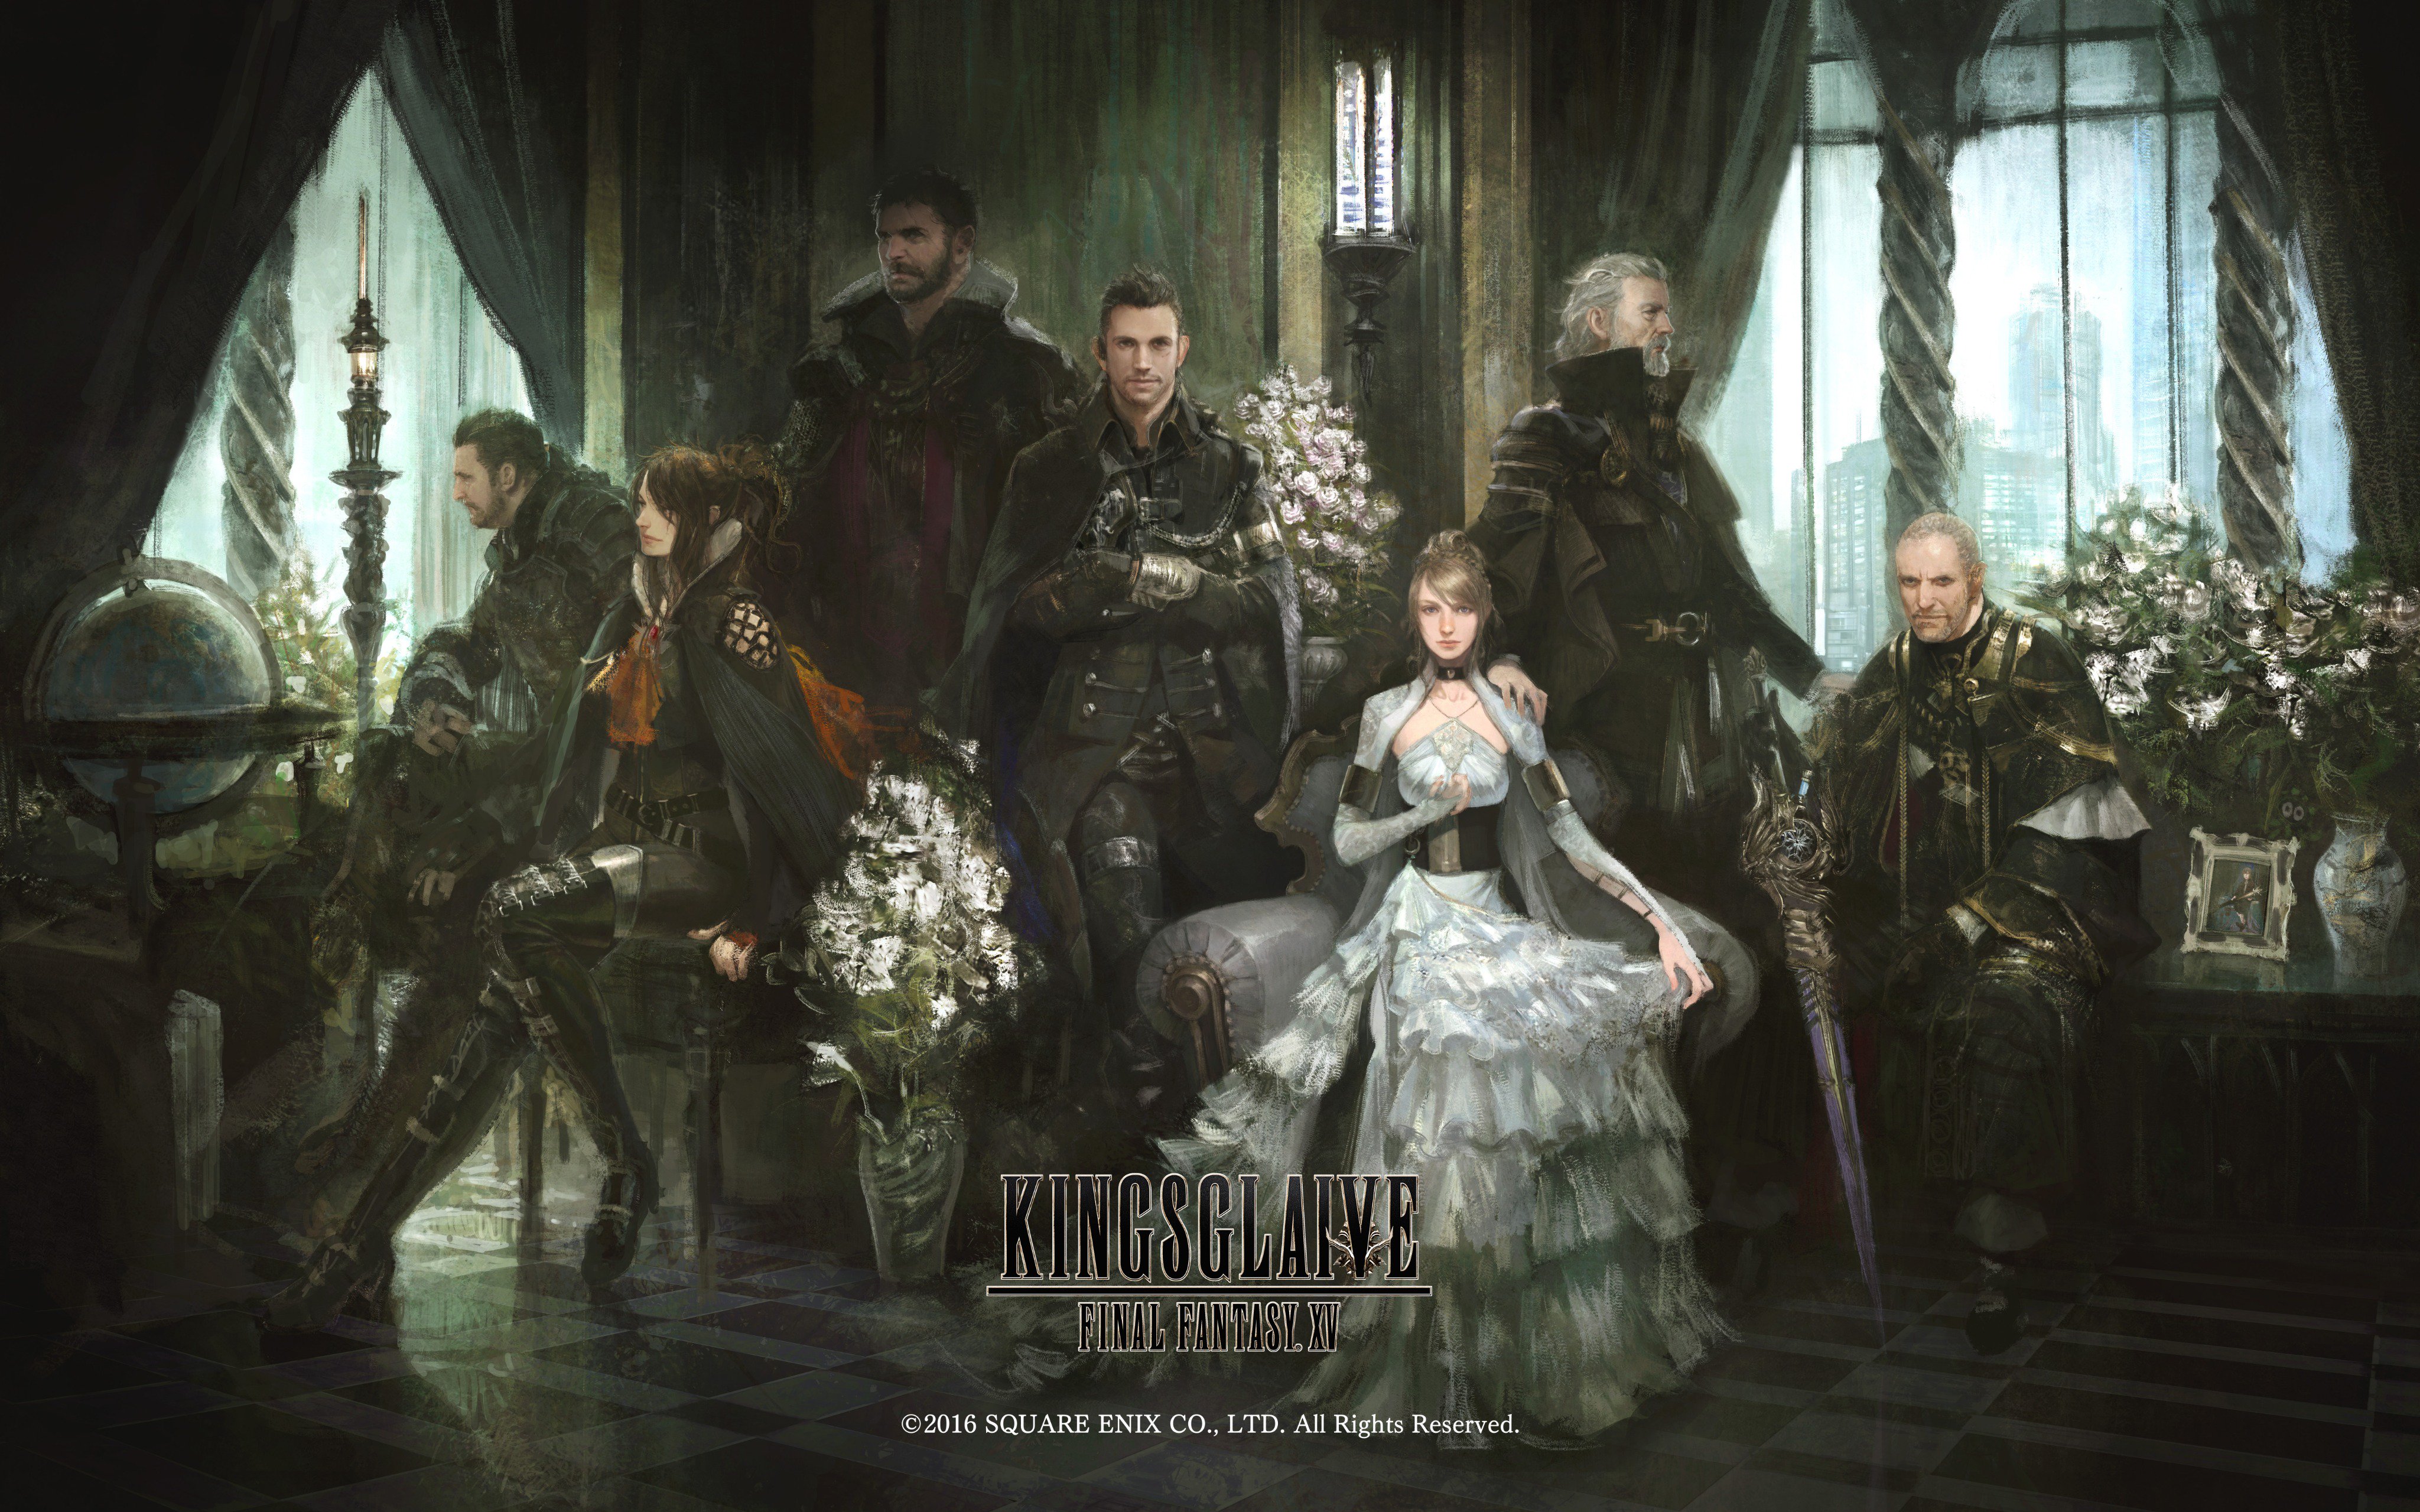 KINGSGLAIVE
FINAL FANTASY XV
©2016 SQUARE ENIX CO., LTD. All Rights Reserved.